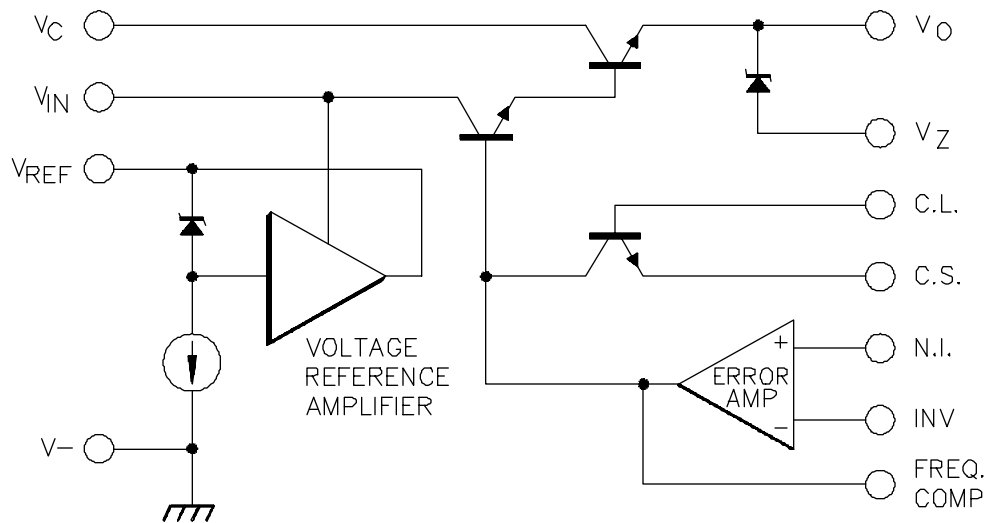 VC
VO
VIN
VZ
VREF
C.L.
C.S.
VOLTAGE
REFERENCE
AMPLIFIER
+
N.I.
ERROR
AMP
−
INV
V−
FREQ.
COMP